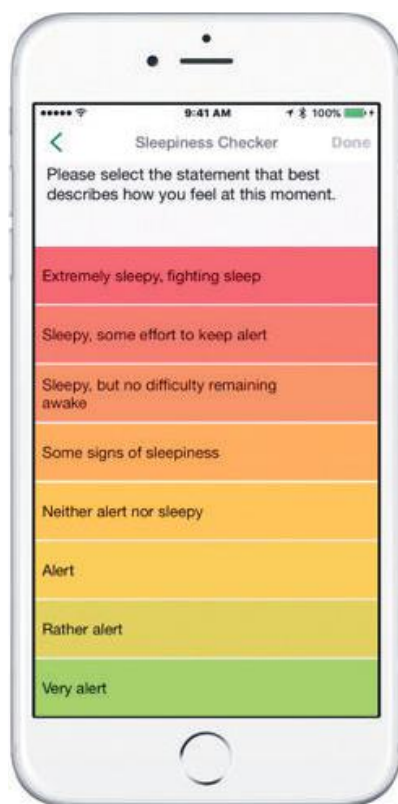 9:41 AM
100%
Sleepiness Checker
Done
Please select the statement that best
describes how you feel at this moment.
Extremely sleepy, fighting sleep
Sleepy, some effort to keep alert
Sleepy, but no difficulty remaining
awake
Some signs of sleepiness
Neither alert nor sleepy
Alert
Rather alert
Very alert